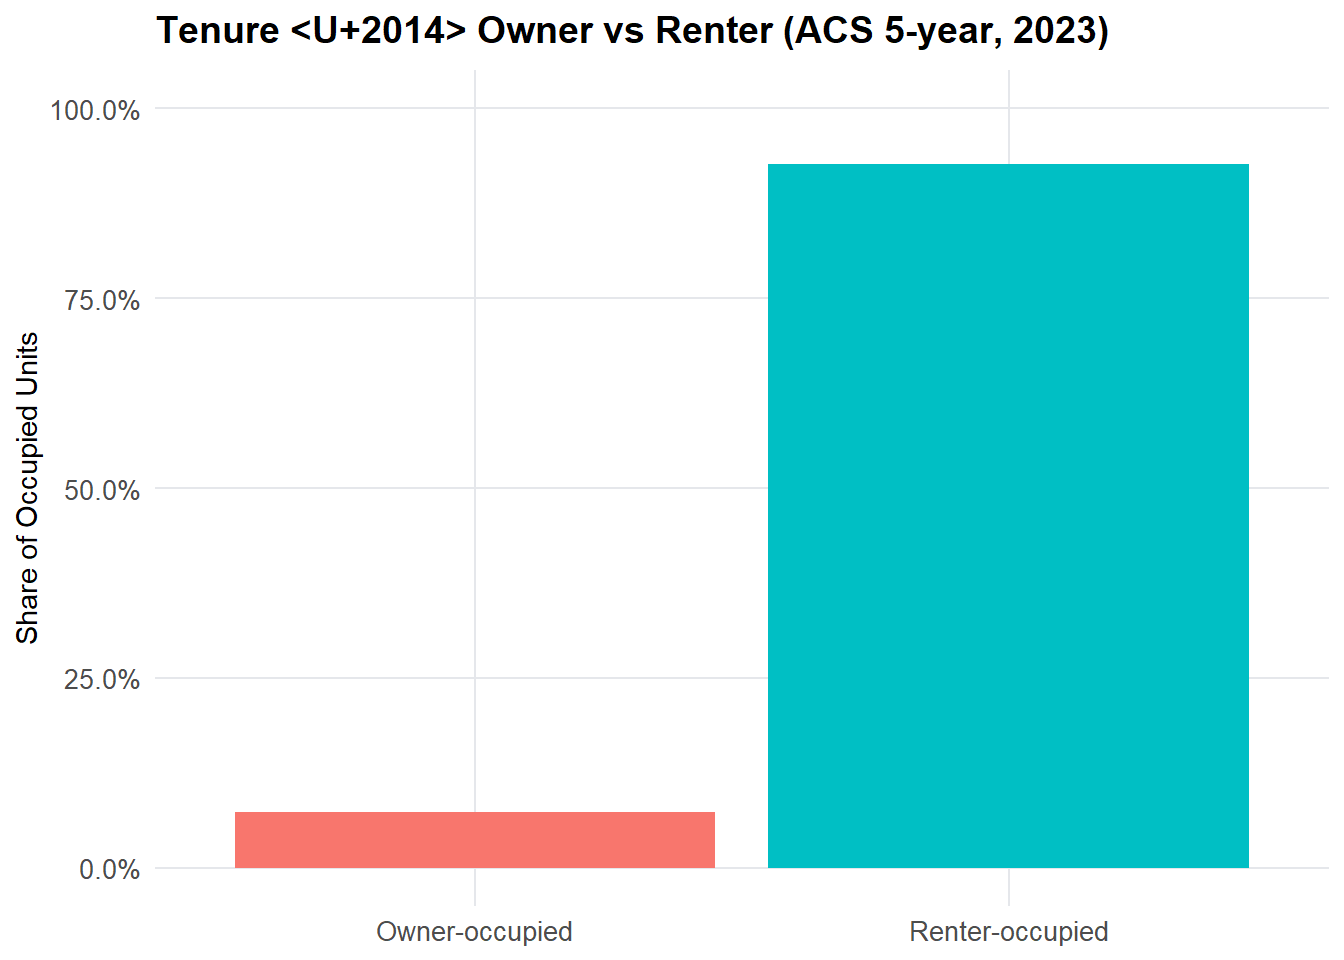 Tenure <U+2014> Owner vs Renter (ACS 5-year, 2023)
Share of Occupied Units
100.0%
75.0%
50.0%
25.0%
0.0%
Owner-occupied
Renter-occupied